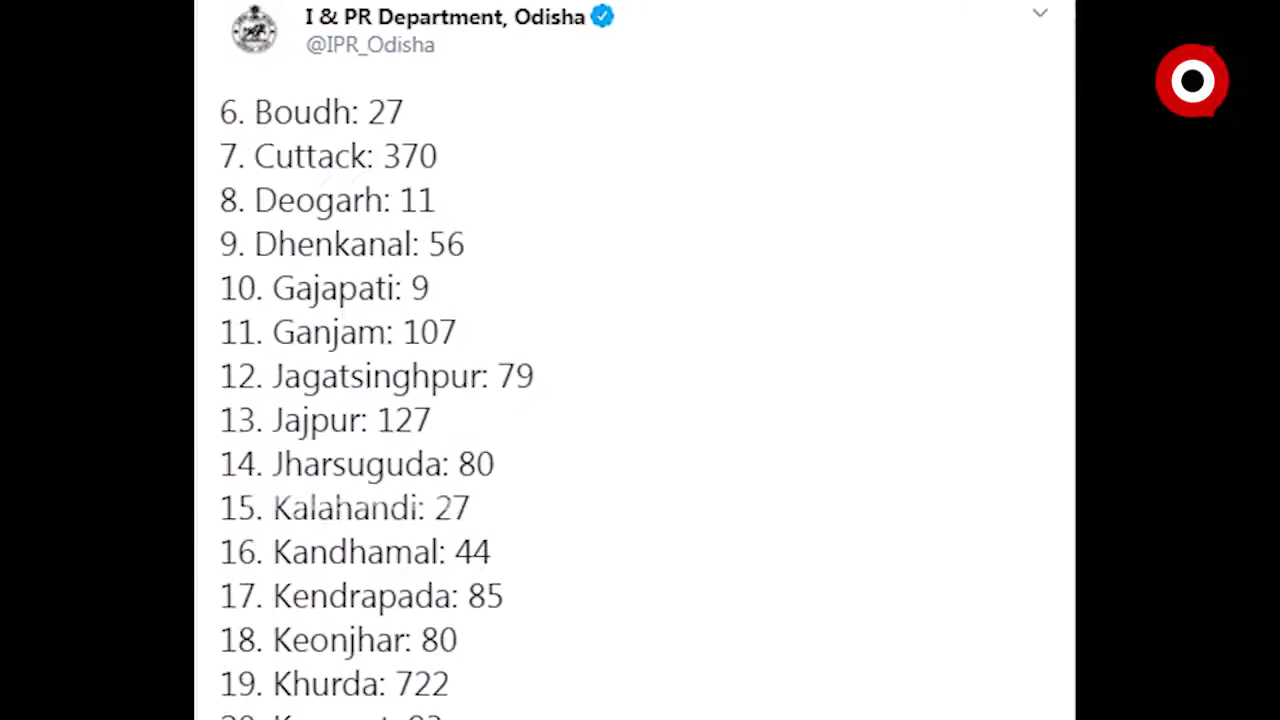 I & PR Department, Odisha
@IPR_Odisha
6. Boudh: 27
7. Cuttack: 370
8. Deogarh: 11
9. Dhenkanal: 56
10. Gajapati: 9
11. Ganjam: 107
12. Jagatsinghpur: 79
13. Jajpur: 127
14. Jharsuguda: 80
15. Kalahandi: 27
16. Kandhamal: 44
17. Kendrapada: 85
18. Keonjhar: 80
19. Khurda: 722